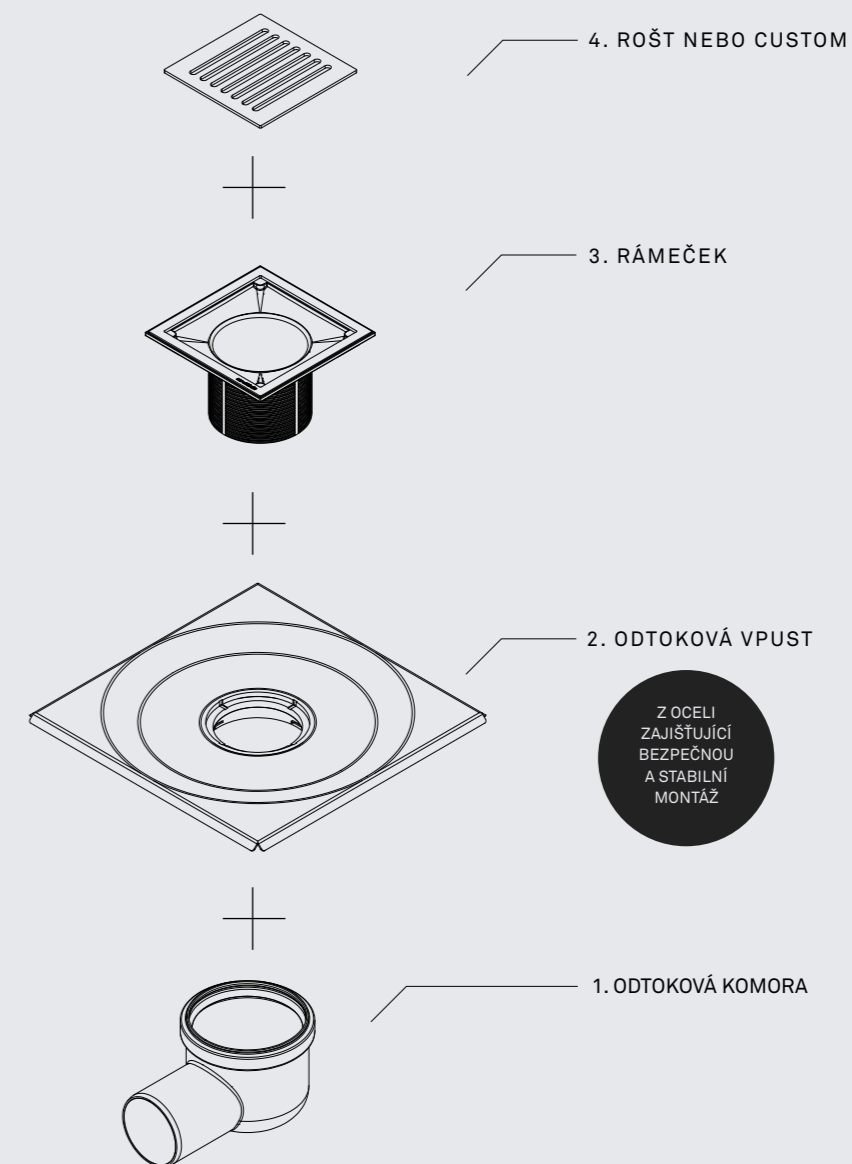 4. ROŠT NEBO CUSTOM
3. RÁMEČEK
2. ODTOKOVÁ VPUST
Z OCELI
ZAJIŠŤUJÍCÍ
BEZPEČNOU
A STABILNÍ
MONTÁŽ
1. ODTOKOVÁ KOMORA